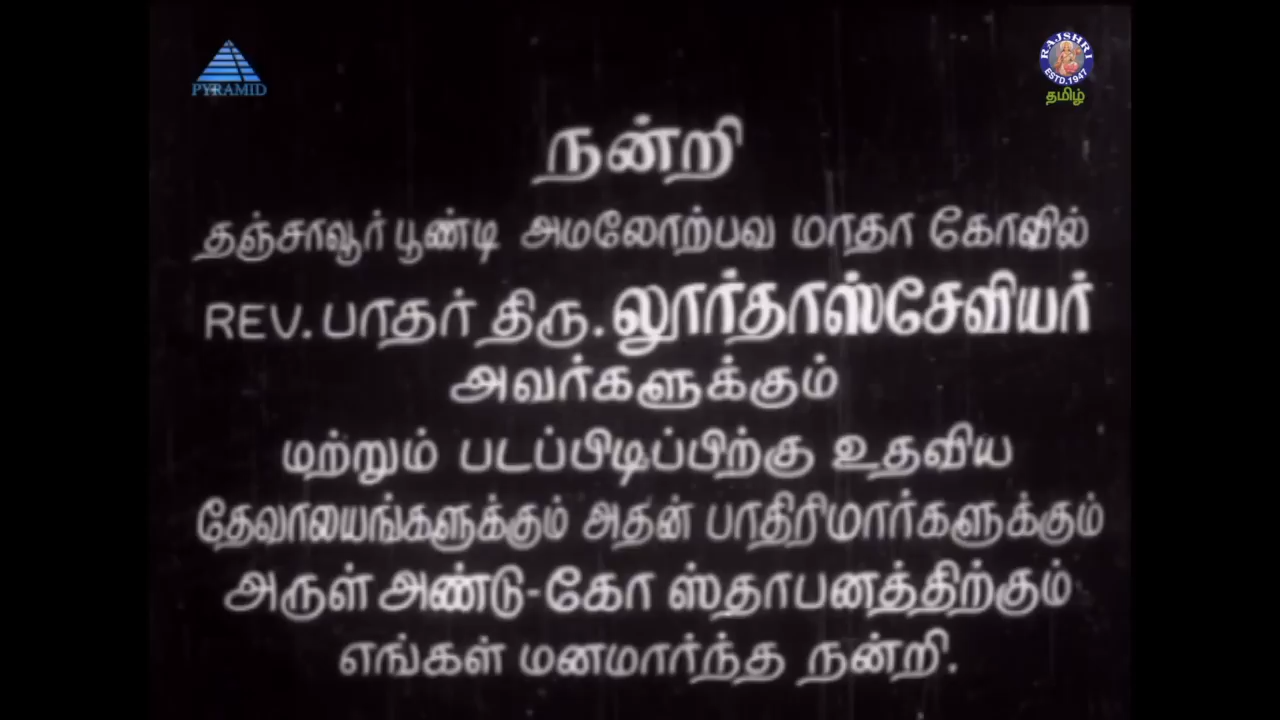 PYRAMID
RAJSHRI
ESTD.1947
தமிழ்
நன்றி
தஞ்சாவூர் பூண்டி அமலோற்பவ மாதா கோவில்
REV. பாதர் திரு. லூர்தாஸ்சேவியர்
அவர்களுக்கும்
மற்றும் படப்பிடிப்பிற்கு உதவிய
தேவாலயங்களுக்கும் அதன் பாதிரிமார்களுக்கும்
அருள் அண்டு-கோ ஸ்தாபனத்திற்கும்
எங்கள் மனமார்ந்த நன்றி.